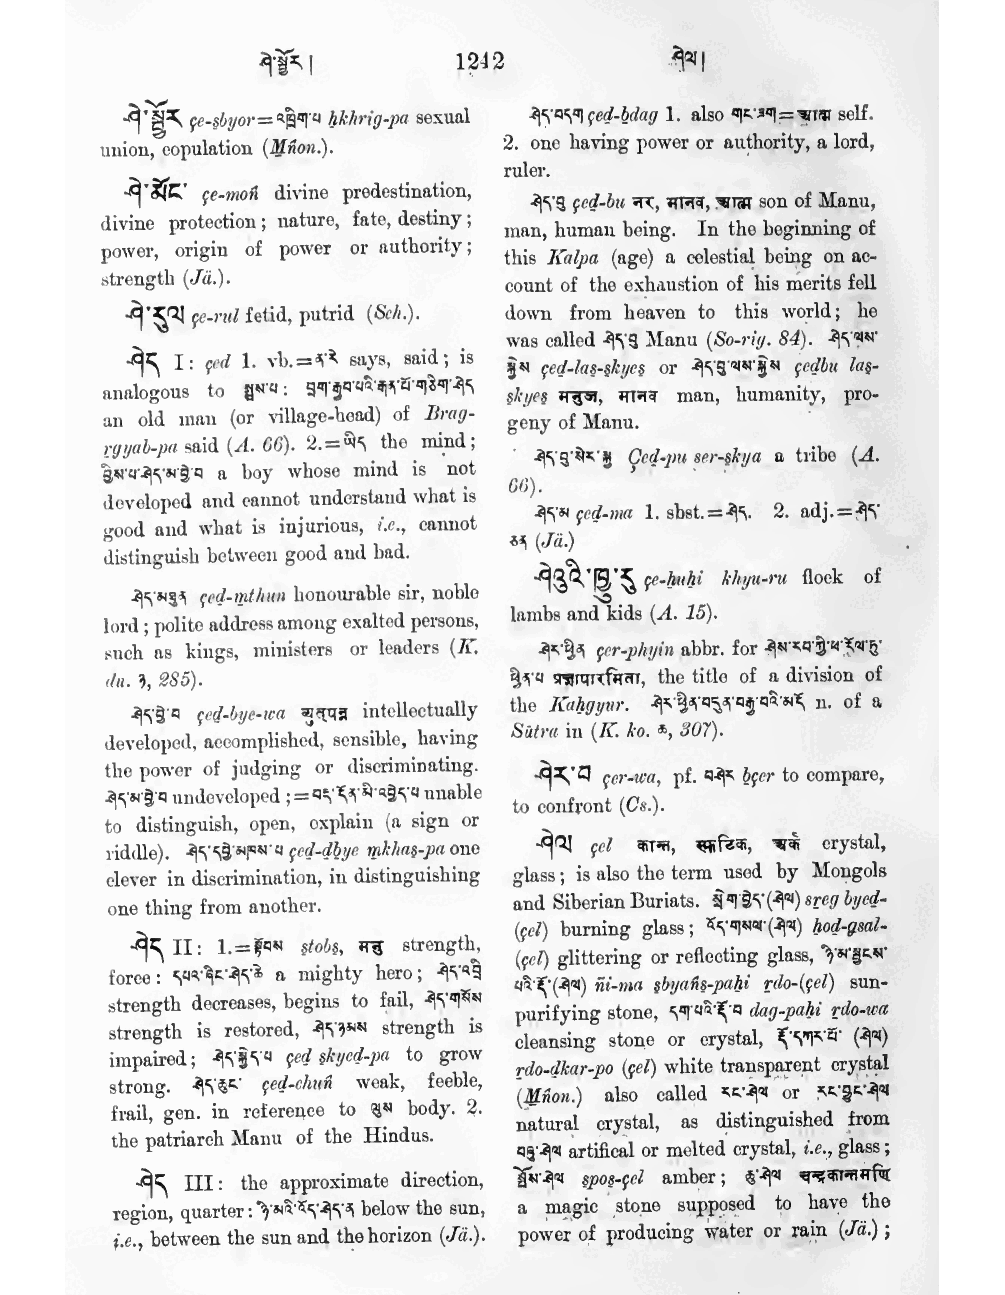 ཤེ་སྦྱོར།
1242
ཤེལ།
ཤེ་སྦྱོར çe-sbyor=འཁྲིག་པ ḥkhrig-pa sexual
union, copulation (Mñon.).
ཤེ་མོང་ çe-moṅ divine predestination,
divine protection; nature, fate, destiny;
power, origin of power or authority;
strength (Jä.).
ཤེ་རུལ çe-rul fetid, putrid (Sch.).
ཤེད I: çed 1. vb.=ན་རེ says, said; is
analogous to སྨྲས་པ: བྲག་རྒྱབ་པའི་རྒན་པོ་གཅིག་ཤེད
an old man (or village-head) of Brag-
rgyab-pa said (A. 66). 2.=ཡིད the mind;
བྱིས་པ་ཤེད་མ་བྱེ་བ a boy whose mind is not
developed and cannot understand what is
good and what is injurious, i.e., cannot
distinguish between good and bad.
ཤེད་མཐུན çed-mthun honourable sir, noble
lord; polite address among exalted persons,
such as kings, ministers or leaders (K.
du. 285).
ཤེད་བྱེ་བ çed-bye-wa व्युत्पन्न intellectually
developed, accomplished, sensible, having
the power of judging or discriminating.
ཤེད་མ་བྱེ་བ undeveloped;=བརྡ་དོན་མི་འབྱེད་པ unable
to distinguish, open, explain (a sign or
riddle). ཤེད་དབྱེ་མཁས་པ çed-dbye mkhas-pa one
clever in discrimination, in distinguishing
one thing from another.
ཤེད II: 1.=སྟོབས stobs, मनु strength,
force: དཔའ་ཞིང་ཤེད་ཆེ a mighty hero; ཤེད་འབྲི
strength decreases, begins to fail, ཤེད་གསོས
strength is restored, ཤེད་ཉམས strength is
impaired; ཤེད་སྐྱེད་པ çed skyed-pa to grow
strong. ཤེད་ཆུང་ çed-chuṅ weak, feeble,
frail, gen. in reference to ལུས body. 2.
the patriarch Manu of the Hindus.
ཤེད III: the approximate direction,
region, quarter: ཉི་མའི་འོད་ཤེད་ན below the sun,
i.e., between the sun and the horizon (Jä.).
ཤེད་བདག çed-bdag 1. also གང་ཟག=आत्म self.
2. one having power or authority, a lord,
ruler.
ཤེད་བུ çed-bu नर, मानव, आत्म son of Manu,
man, human being. In the beginning of
this Kalpa (age) a celestial being on ac-
count of the exhaustion of his merits fell
down from heaven to this world; he
was called ཤེད་བུ Manu (So-rig. 84). ཤེད་ལས་
སྐྱེས çed-las-skyes or ཤེད་བུ་ལས་སྐྱེས çedbu las-
skyes मनुज, मानव man, humanity, pro-
geny of Manu.
ཤེད་བུ་སེར་སྐྱ Çed-pu ser-skya a tribe (A.
66).
ཤེད་མ çed-ma 1. sbst.=ཤེད. 2. adj.=ཤེད་
ཅན (Jä.)
ཤེའུའི་ཁྱུ་རུ çe-ḥuḥi khyu-ru flock of
lambs and kids (A. 15).
ཤེར་ཕྱིན çer-phyin abbr. for ཤེས་རབ་ཀྱི་ཕ་རོལ་ཏུ་
ཕྱིན་པ प्रज्ञापारमिता, the title of a division of
the Kahgyur. ཤེར་ཕྱིན་བདུན་བརྒྱ་པའི་མདོ n. of a
Sūtra in (K. ko. 307).
ཤེར་བ çer-wa, pf. བཤེར bçer to compare,
to confront (Cs.).
ཤེལ çel कान्त, स्फटिक, अर्क crystal,
glass; is also the term used by Mongols
and Siberian Buriats. སྲེག་བྱེད་(ཤེལ) sreg byed-
(çel) burning glass; འོད་གསལ་(ཤེལ) ḥod-gsal-
(çel) glittering or reflecting glass, ཉི་མ་སྦྱངས་
པའི་རྡོ་(ཤེལ) ñi-ma sbyaṅs-paḥi rdo-(çel) sun-
purifying stone, དག་པའི་རྡོ་བ dag-paḥi rdo-wa
cleansing stone or crystal, རྡོ་དཀར་པོ་ (ཤེལ)
rdo-dkar-po (çel) white transparent crystal
(Mñon.) also called རང་ཤེལ or རང་བྱུང་ཤེལ
natural crystal, as distinguished from
བཞུ་ཤེལ artifical or melted crystal, i.e., glass;
སྤོས་ཤེལ spos-çel amber; ཆུ་ཤེལ चन्द्रकान्तमणि
a magic stone supposed to have the
power of producing water or rain (Jä.);